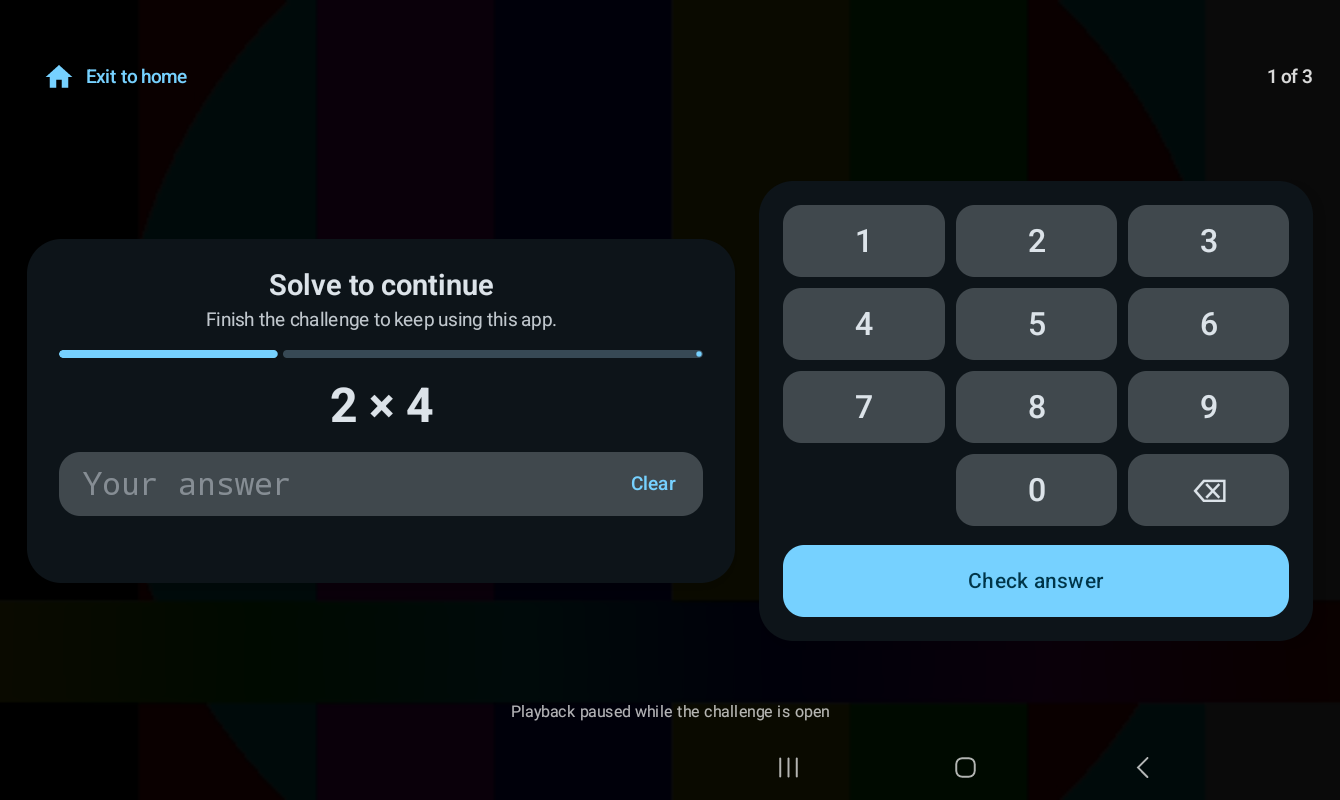 Exit to home
1 of 3
Solve to continue
Finish the challenge to keep using this app.
2 × 4
Your answer
Clear
1 2 3
4 5 6
7 8 9
0
Check answer
Playback paused while the challenge is open